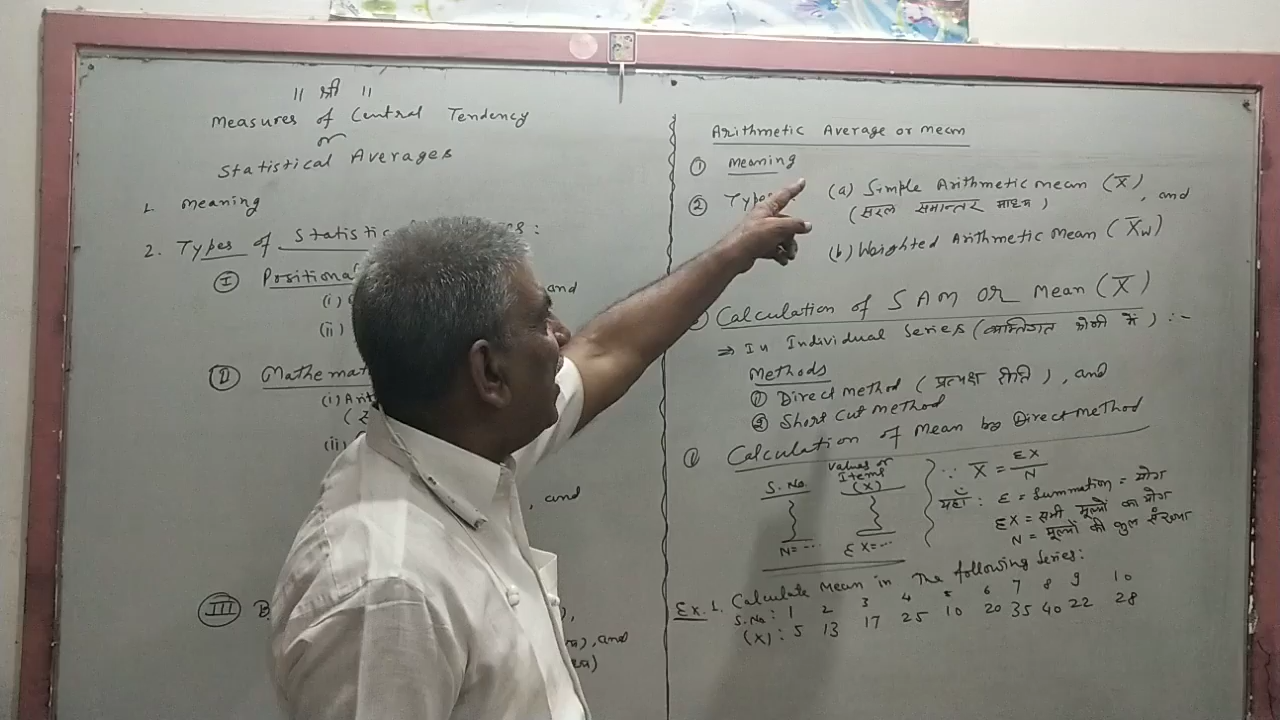 ॥ श्री ॥
Measures of Central Tendency
or
Statistical Averages
1. Meaning
2. Types of Statistic
:
I Positiona
(i)
and
(ii)
II Mathemat
(i) Arit
(ii)
, and
III B
), and
Arithmetic Average or mean
① Meaning
② Types
(a) Simple Arithmetic mean (X̄)
(सरल समान्तर माध्य) , and
(b) Weighted Arithmetic Mean (X̄w)
Calculation of S A M OR Mean (X̄)
⇒ In Individual Series (व्यक्तिगत श्रेणी में) :-
Methods
① Direct method (प्रत्यक्ष रीति), and
② Short cut method
① Calculation of Mean by Direct method
S.No. Values or Items (X)
N=... ΣX=...
∵ X̄ = ΣX/N
यहाँ : Σ = Summation = योग
ΣX = सभी मूल्यों का योग
N = मूल्यों की कुल संख्या
Ex.1. Calculate Mean in The following Series:
S.No: 1 2 3 4 5 6 7 8 9 10
(X): 5 13 17 25 10 20 35 40 22 28